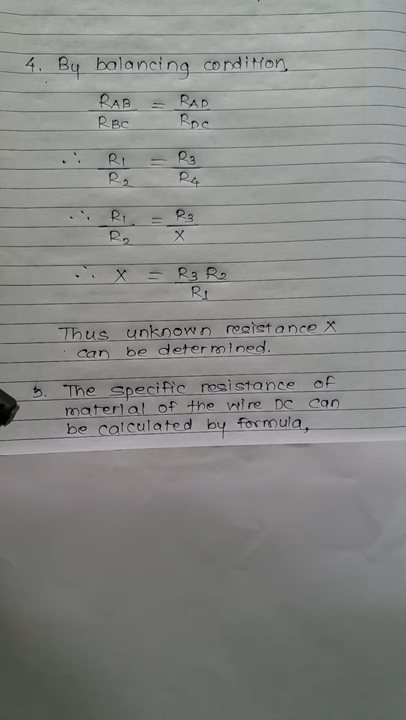 4. By balancing condition,
RAB / RBC = RAD / RDC
∴ R1 / R2 = R3 / R4
∴ R1 / R2 = R3 / X
∴ X = R3 R2 / R1
Thus unknown resistance X
can be determined.
5. The specific resistance of
material of the wire DC can
be calculated by formula,